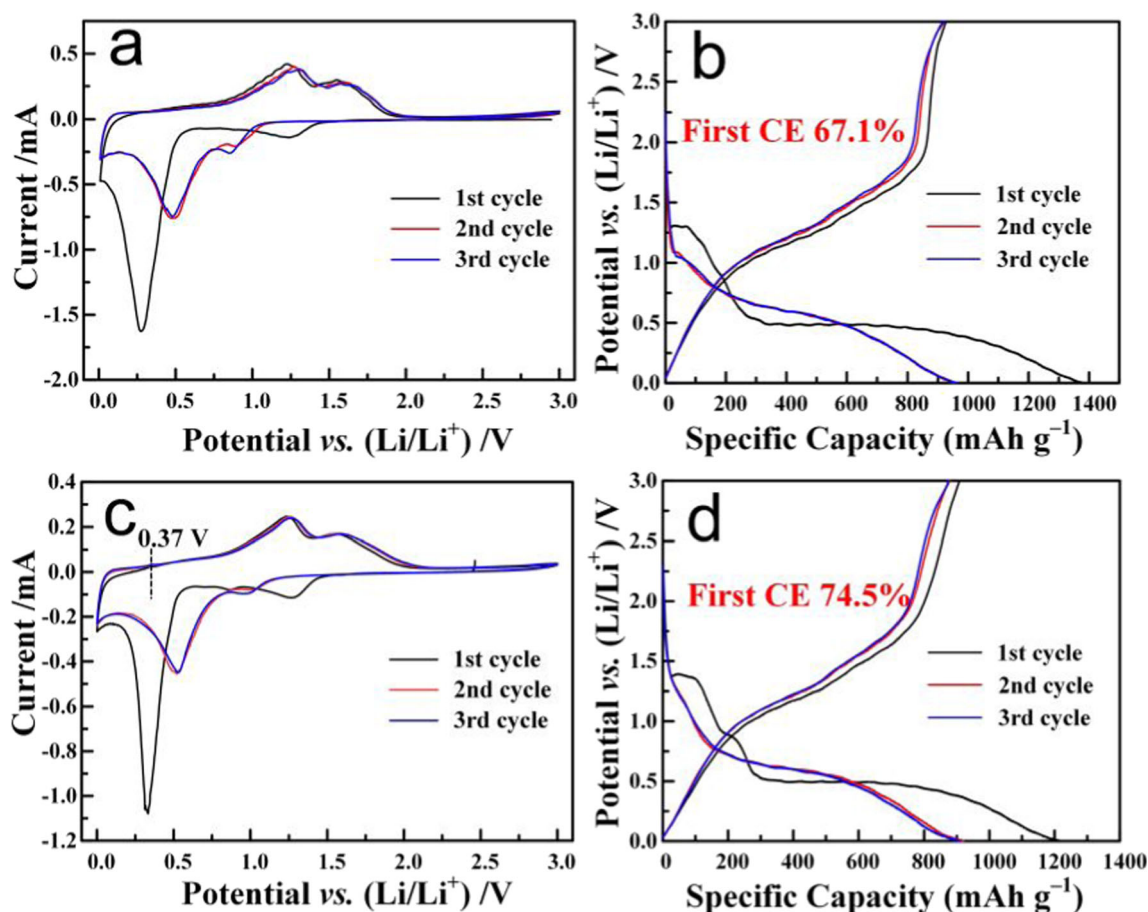 a
0.5
0.0
-0.5
-1.0
-1.5
-2.0
Current /mA
1st cycle
2nd cycle
3rd cycle
0.0 0.5 1.0 1.5 2.0 2.5 3.0
Potential vs. (Li/Li⁺) /V
b
3.0
2.5
2.0
1.5
1.0
0.5
0.0
Potential vs. (Li/Li⁺) /V
First CE 67.1%
1st cycle
2nd cycle
3rd cycle
0 200 400 600 800 1000 1200 1400
Specific Capacity (mAh g⁻¹)
c
0.4
0.2
0.0
-0.2
-0.4
-0.6
-0.8
-1.0
-1.2
Current /mA
0.37 V
1st cycle
2nd cycle
3rd cycle
0.0 0.5 1.0 1.5 2.0 2.5 3.0
Potential vs. (Li/Li⁺) /V
d
3.0
2.5
2.0
1.5
1.0
0.5
0.0
Potential vs. (Li/Li⁺) /V
First CE 74.5%
1st cycle
2nd cycle
3rd cycle
0 200 400 600 800 1000 1200 1400
Specific Capacity (mAh g⁻¹)